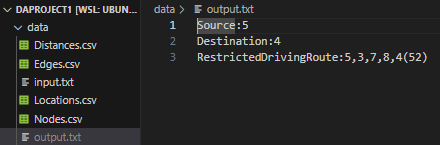 DAPROJECT1 [WSL: UBUN
data
Distances.csv
Edges.csv
input.txt
Locations.csv
Nodes.csv
output.txt
data > output.txt
1 Source:5
2 Destination:4
3 RestrictedDrivingRoute:5,3,7,8,4(52)